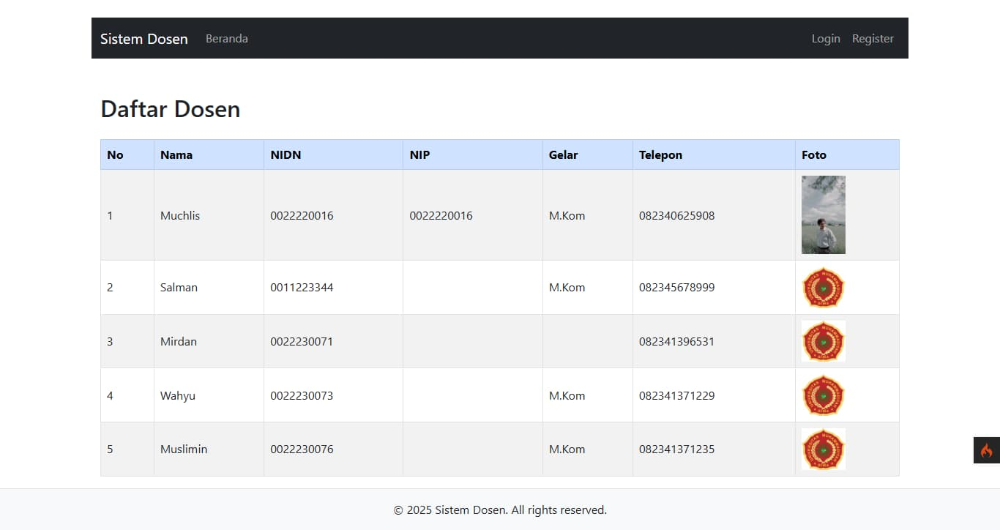 Sistem Dosen Beranda Login Register
Daftar Dosen
No Nama NIDN NIP Gelar Telepon Foto
1 Muchlis 0022220016 0022220016 M.Kom 082340625908
2 Salman 0011223344 M.Kom 082345678999
3 Mirdan 0022230071 082341396531
4 Wahyu 0022230073 M.Kom 082341371229
5 Muslimin 0022230076 M.Kom 082341371235
© 2025 Sistem Dosen. All rights reserved.